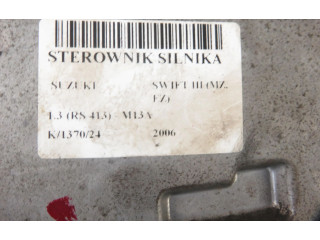 STEROWNIK SILNIKA
SUZUKI SWIFT III (MZ,
EZ)
1.3 (RS 413) M13A
K/1370/24 2006